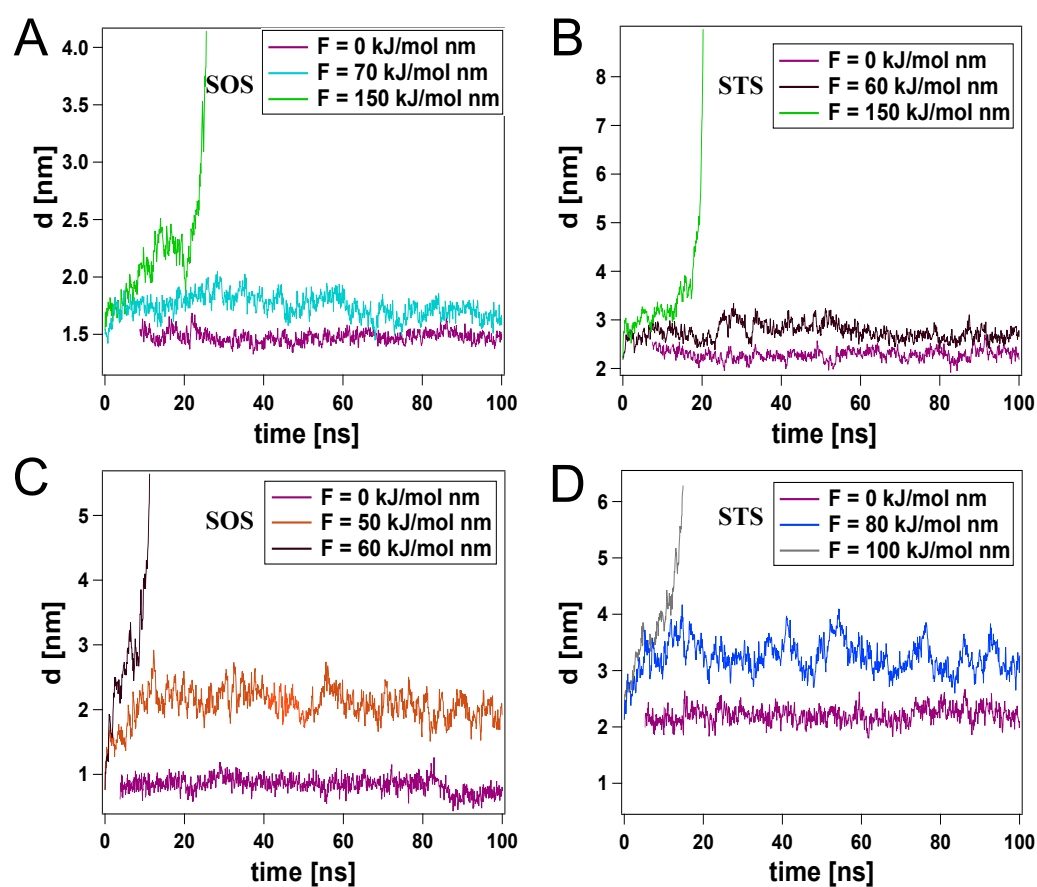 A
4.0
4.0
3.0
2.5
2.0
1.5
d [nm]
0
20
40
60
80
100
time [ns]
SOS
F = 0 kJ/mol nm
F = 70 kJ/mol nm
F = 150 kJ/mol nm
B
8
7
6
5
4
3
2
d [nm]
0
20
40
60
80
100
time [ns]
STS
F = 0 kJ/mol nm
F = 60 kJ/mol nm
F = 150 kJ/mol nm
C
5
4
3
2
1
d [nm]
0
20
40
60
80
100
time [ns]
SOS
F = 0 kJ/mol nm
F = 50 kJ/mol nm
F = 60 kJ/mol nm
D
6
5
4
3
2
1
d [nm]
0
20
40
60
80
100
time [ns]
STS
F = 0 kJ/mol nm
F = 80 kJ/mol nm
F = 100 kJ/mol nm